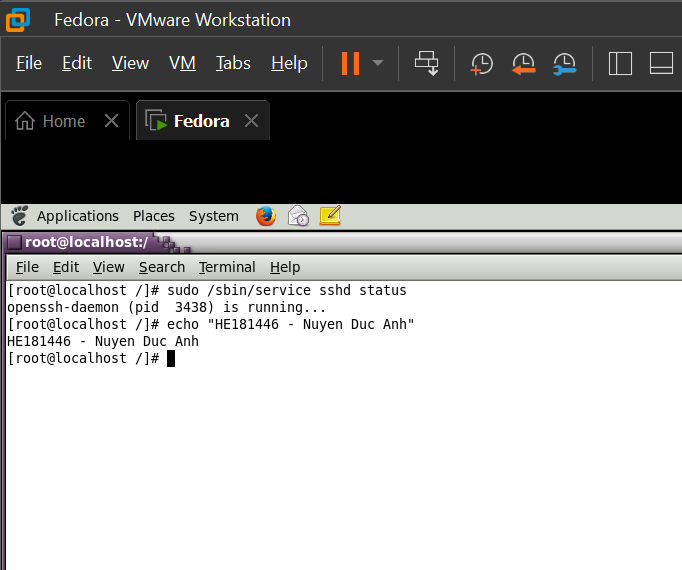 Fedora - VMware Workstation
File Edit View VM Tabs Help
Home Fedora
Applications Places System
root@localhost:/
File Edit View Search Terminal Help
[root@localhost /]# sudo /sbin/service sshd status
openssh-daemon (pid  3438) is running...
[root@localhost /]# echo "HE181446 - Nuyen Duc Anh"
HE181446 - Nuyen Duc Anh
[root@localhost /]#